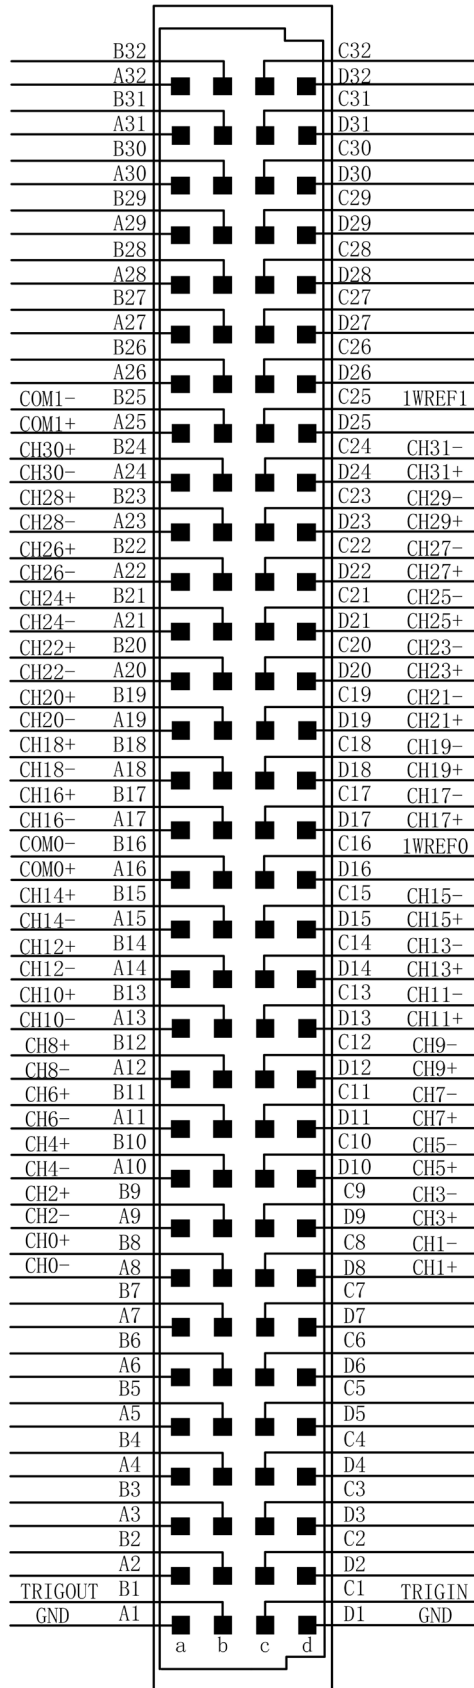 B32 C32
A32 D32
B31 C31
A31 D31
B30 C30
A30 D30
B29 C29
A29 D29
B28 C28
A28 D28
B27 C27
A27 D27
B26 C26
A26 D26
COM1- B25 C25 1WREF1
COM1+ A25 D25
CH30+ B24 C24 CH31-
CH30- A24 D24 CH31+
CH28+ B23 C23 CH29-
CH28- A23 D23 CH29+
CH26+ B22 C22 CH27-
CH26- A22 D22 CH27+
CH24+ B21 C21 CH25-
CH24- A21 D21 CH25+
CH22+ B20 C20 CH23-
CH22- A20 D20 CH23+
CH20+ B19 C19 CH21-
CH20- A19 D19 CH21+
CH18+ B18 C18 CH19-
CH18- A18 D18 CH19+
CH16+ B17 C17 CH17-
CH16- A17 D17 CH17+
COM0- B16 C16 1WREF0
COM0+ A16 D16
CH14+ B15 C15 CH15-
CH14- A15 D15 CH15+
CH12+ B14 C14 CH13-
CH12- A14 D14 CH13+
CH10+ B13 C13 CH11-
CH10- A13 D13 CH11+
CH8+ B12 C12 CH9-
CH8- A12 D12 CH9+
CH6+ B11 C11 CH7-
CH6- A11 D11 CH7+
CH4+ B10 C10 CH5-
CH4- A10 D10 CH5+
CH2+ B9 C9 CH3-
CH2- A9 D9 CH3+
CH0+ B8 C8 CH1-
CH0- A8 D8 CH1+
B7 C7
A7 D7
B6 C6
A6 D6
B5 C5
A5 D5
B4 C4
A4 D4
B3 C3
A3 D3
B2 C2
A2 D2
TRIGOUT B1 C1 TRIGIN
GND A1 D1 GND
a b c d